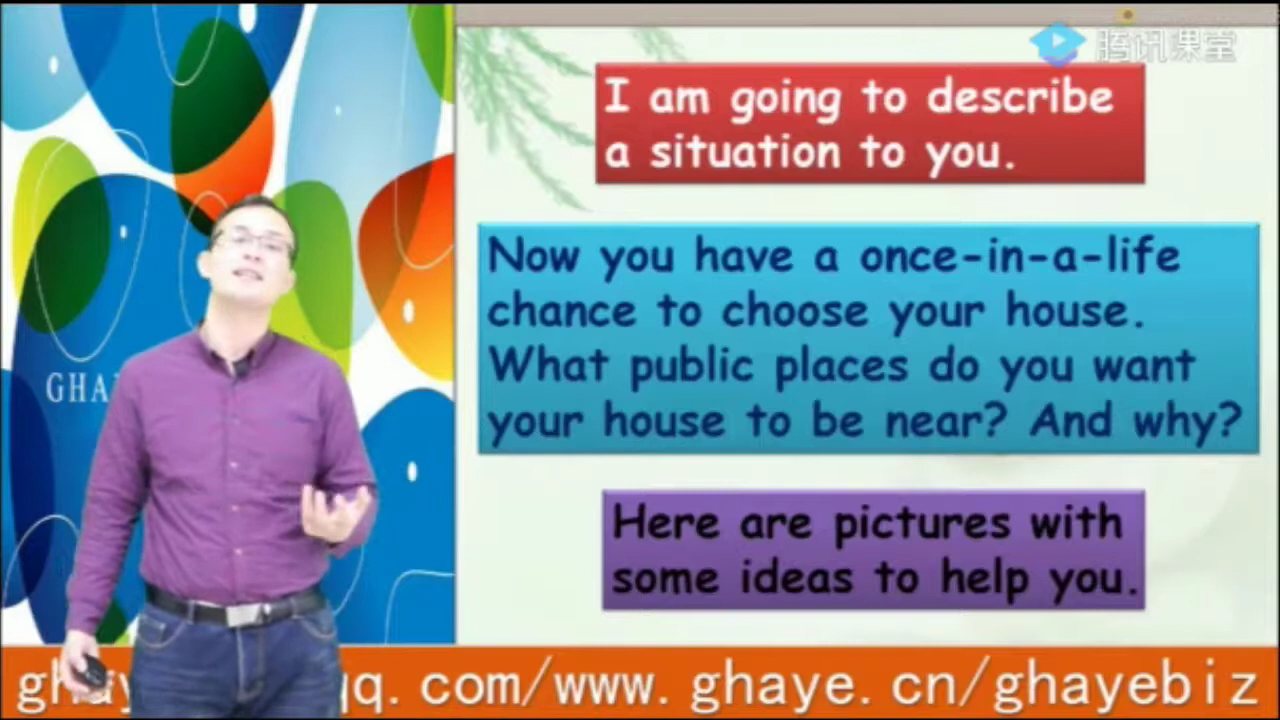 腾讯课堂
I am going to describe
a situation to you.
Now you have a once-in-a-life
chance to choose your house.
What public places do you want
your house to be near? And why?
Here are pictures with
some ideas to help you.
GHA
ghay qq.com/www.ghaye.cn/ghayebiz